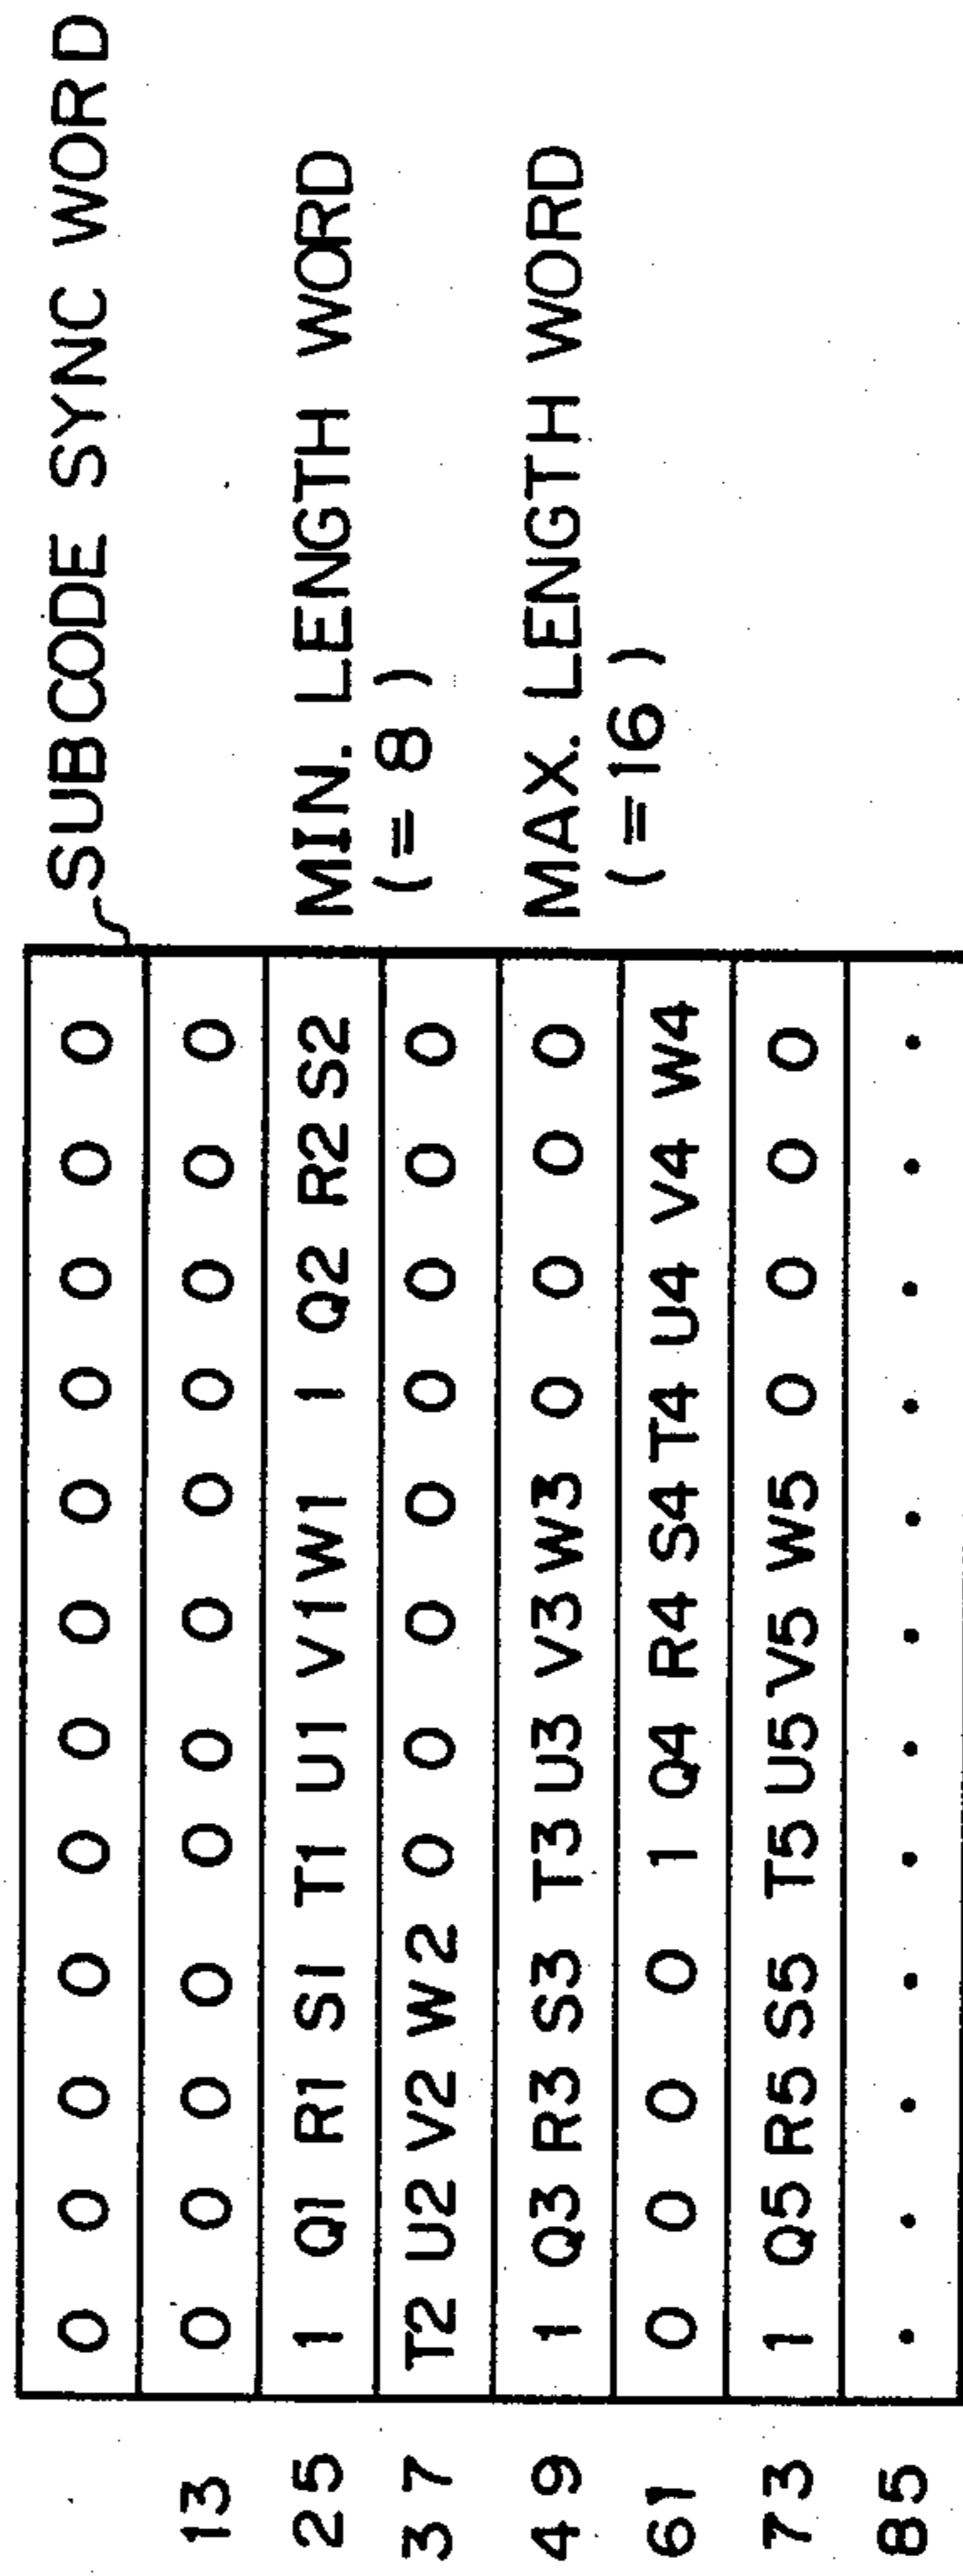 0 0 0 0 0 0 0 0 0 0 0 0 SUBCODE SYNC WORD
13 0 0 0 0 0 0 0 0 0 0 0 0
25 1 Q1 R1 S1 T1 U1 V1 W1 1 Q2 R2 S2 MIN. LENGTH WORD
37 T2 U2 V2 W2 0 0 0 0 0 0 0 0 (= 8 )
49 1 Q3 R3 S3 T3 U3 V3 W3 0 0 0 0 MAX. LENGTH WORD
61 0 0 0 0 1 Q4 R4 S4 T4 U4 V4 W4 (=16 )
73 1 Q5 R5 S5 T5 U5 V5 W5 0 0 0 0
85 . . . . . . . . . . . .